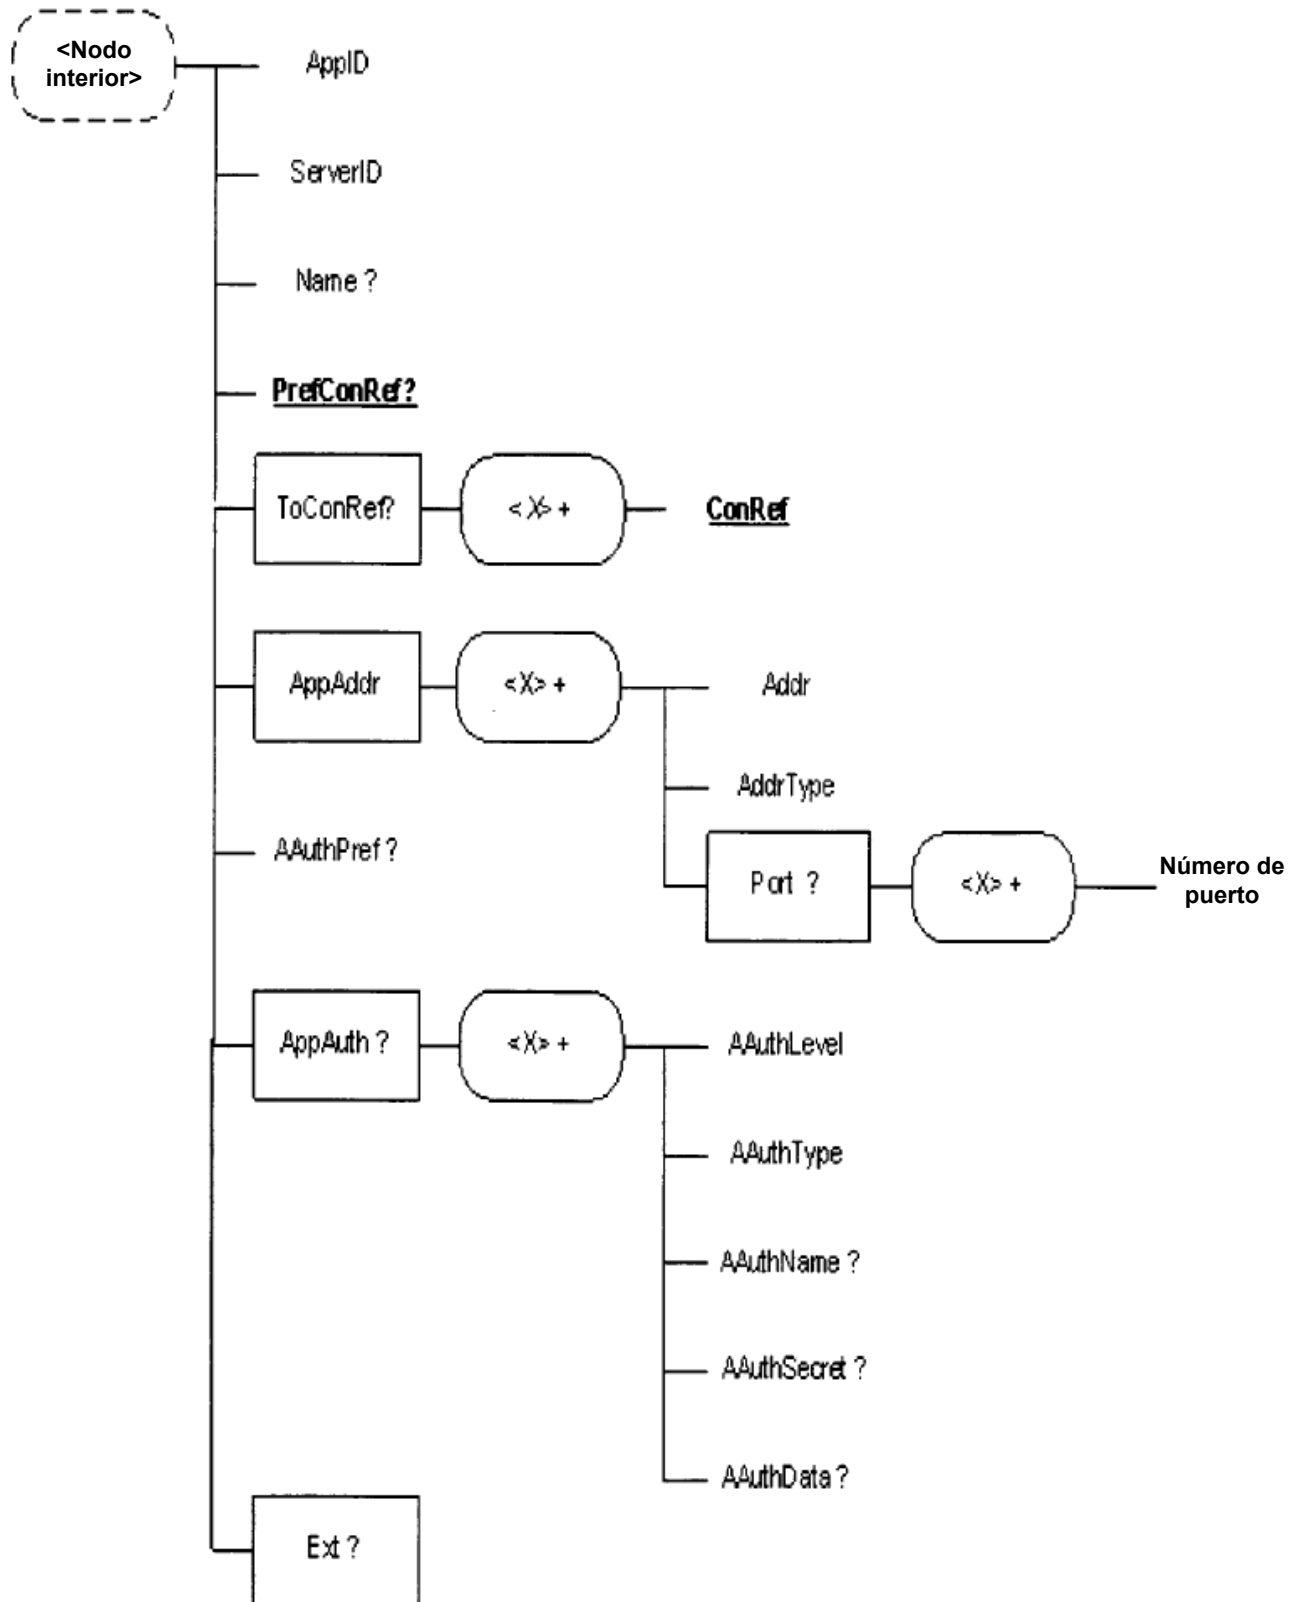 <Nodo
interior>
AppID
ServerID
Name ?
PrefConRef?
ToConRef?
<X> +
ConRef
AppAddr
<X> +
Addr
AddrType
Port ?
<X> +
Número de
puerto
AAuthPref ?
AppAuth ?
<X> +
AAuthLevel
AAuthType
AAuthName ?
AAuthSecret ?
AAuthData ?
Ext ?